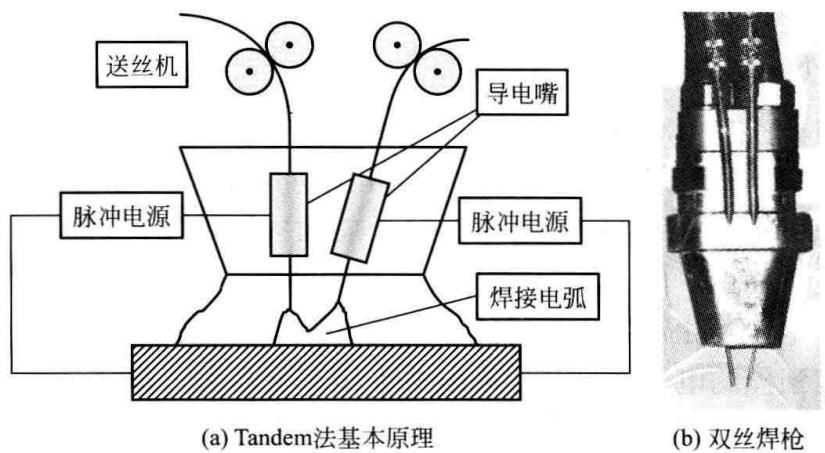 送丝机
导电嘴
脉冲电源
脉冲电源
焊接电弧
(a) Tandem法基本原理
(b) 双丝焊枪